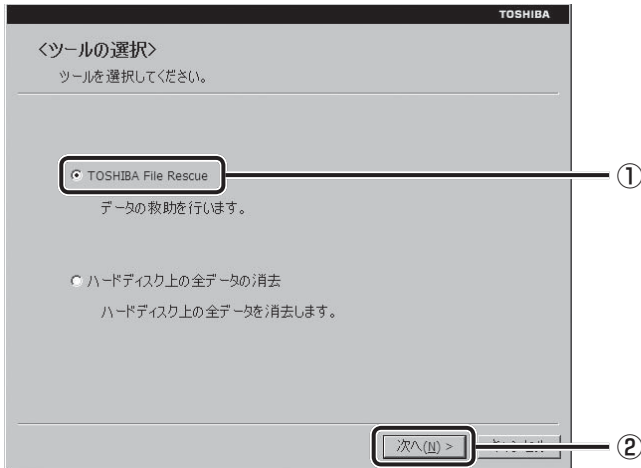 TOSHIBA
<ツールの選択>
ツールを選択してください。
TOSHIBA File Rescue
①
データの救助を行います。
ハードディスク上の全データの消去
ハードディスク上の全データを消去します。
次へ(N) >
②